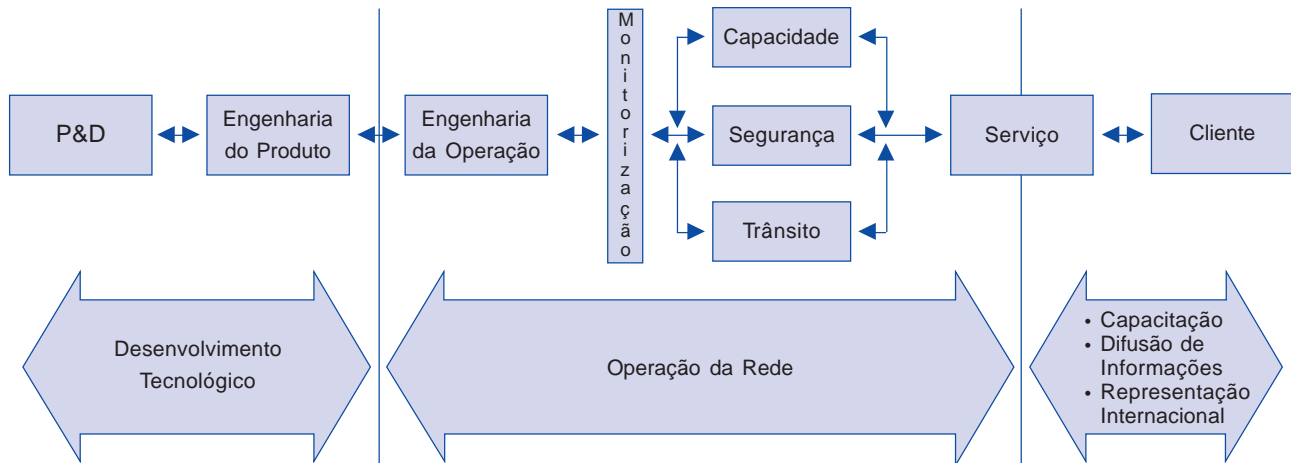 P&D
Engenharia
do Produto
Engenharia
da Operação
Monitorização
Capacidade
Segurança
Trânsito
Serviço
Cliente
Desenvolvimento
Tecnológico
Operação da Rede
• Capacitação
• Difusão de
Informações
• Representação
Internacional